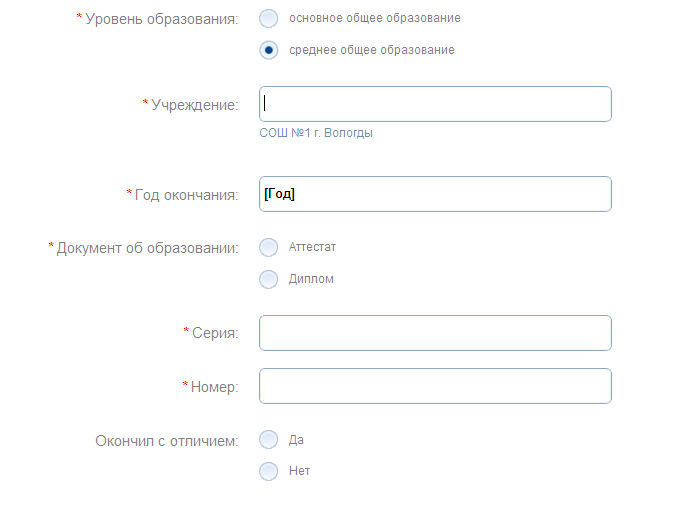 * Уровень образования: основное общее образование
среднее общее образование
* Учреждение:
СОШ №1 г. Вологды
* Год окончания: [Год]
* Документ об образовании: Аттестат
Диплом
* Серия:
* Номер:
Окончил с отличием: Да
Нет